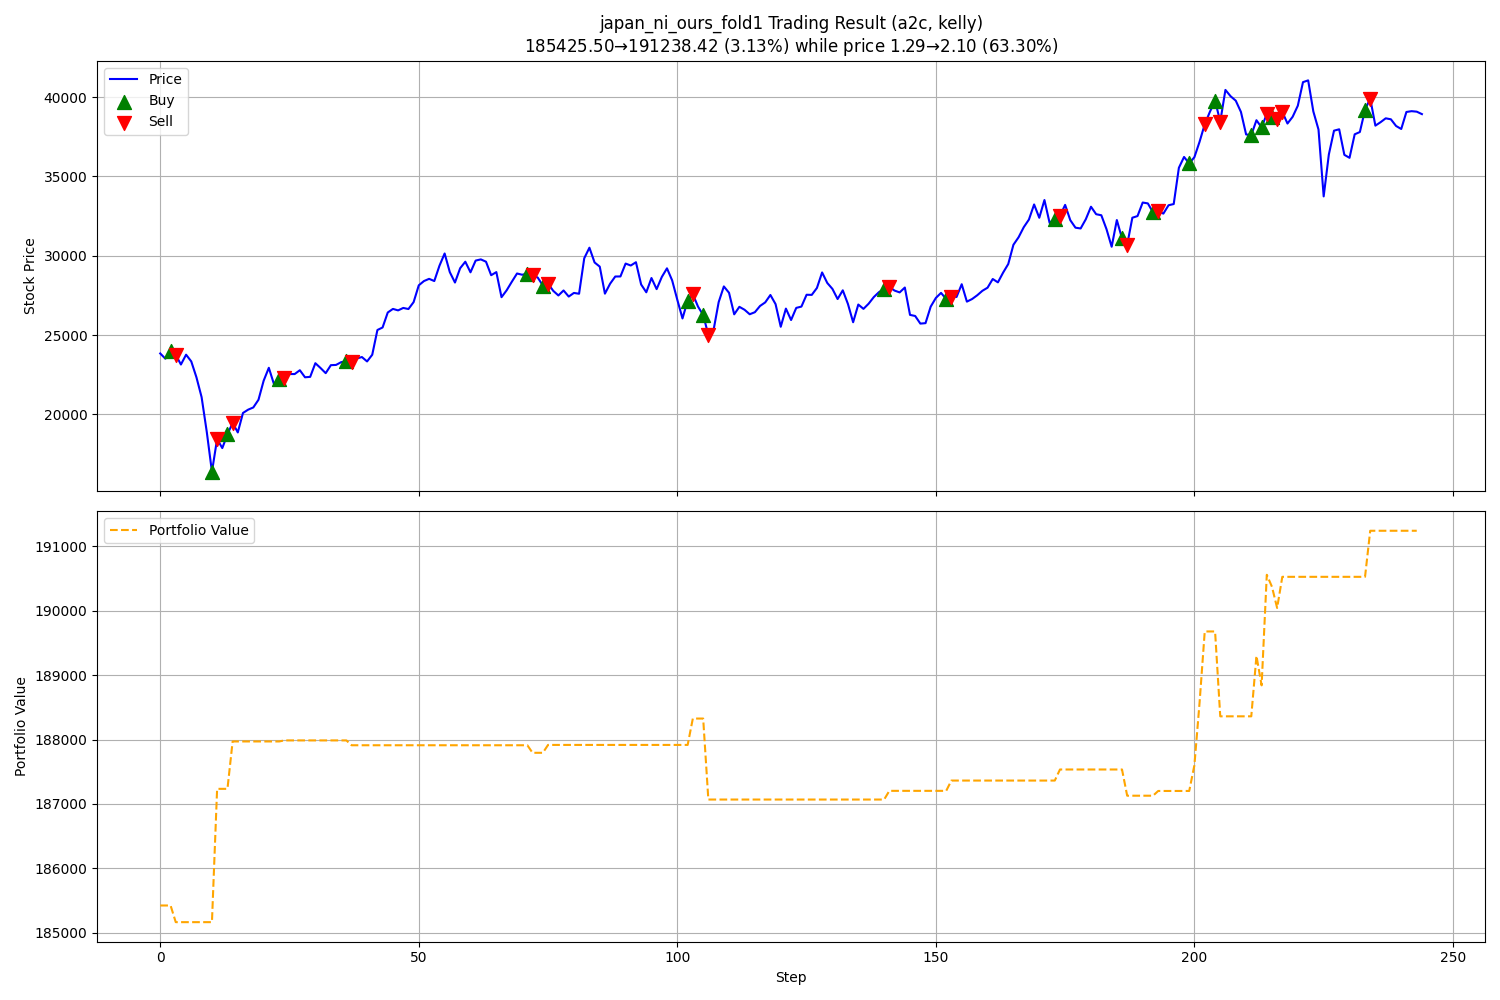 japan_ni_ours_fold1 Trading Result (a2c, kelly)
185425.50→191238.42 (3.13%) while price 1.29→2.10 (63.30%)
Price
Buy
Sell
Stock Price
40000
35000
30000
25000
20000
Portfolio Value
Portfolio Value
191000
190000
189000
188000
187000
186000
185000
0
50
100
150
200
250
Step